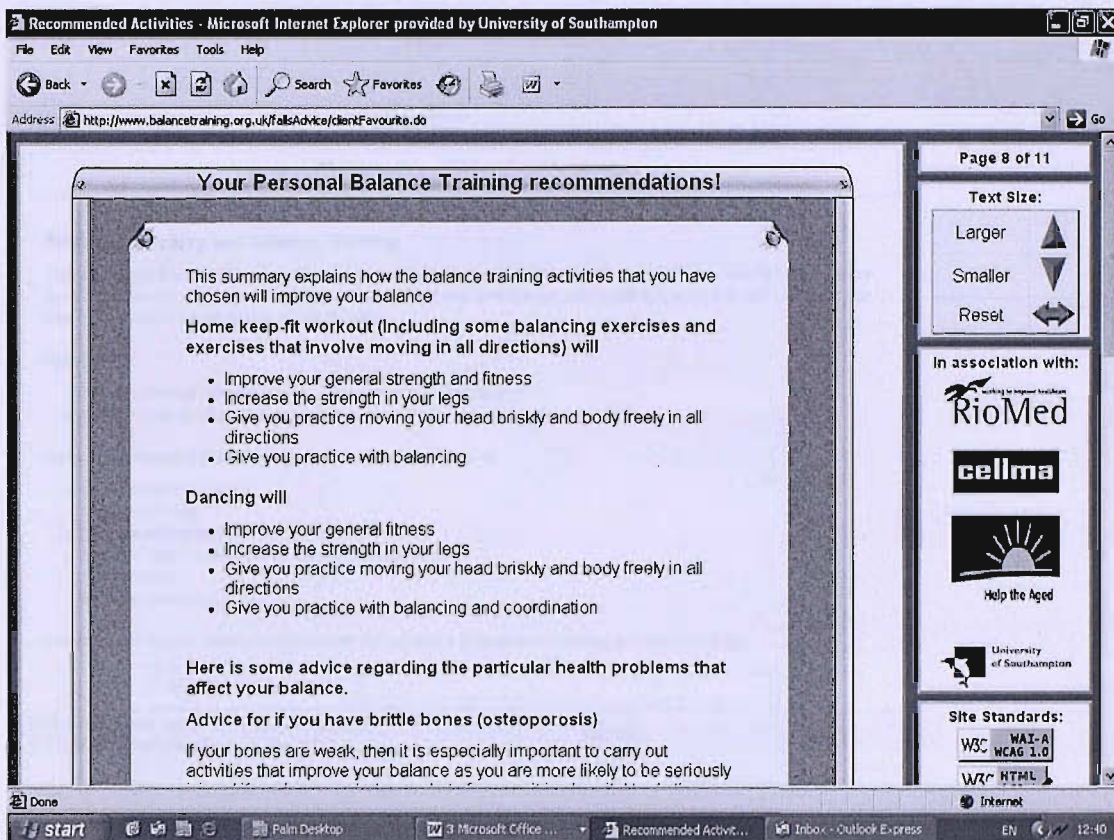 Recommended Activities - Microsoft Internet Explorer provided by University of Southampton
File Edit View Favorites Tools Help
Back Search Favorites
Address http://www.balancetraining.org.uk/fallsAdvice/clientFavourite.do Go
Your Personal Balance Training recommendations!
This summary explains how the balance training activities that you have
chosen will improve your balance
Home keep-fit workout (Including some balancing exercises and
exercises that involve moving in all directions) will
• Improve your general strength and fitness
• Increase the strength in your legs
• Give you practice moving your head briskly and body freely in all
directions
• Give you practice with balancing
Dancing will
• Improve your general fitness
• Increase the strength in your legs
• Give you practice moving your head briskly and body freely in all
directions
• Give you practice with balancing and coordination
Here is some advice regarding the particular health problems that
affect your balance.
Advice for if you have brittle bones (osteoporosis)
If your bones are weak, then it is especially important to carry out
activities that improve your balance as you are more likely to be seriously
Page 8 of 11
Text Size:
Larger
Smaller
Reset
In association with:
working to improve healthcare
RioMed
cellma
Help the Aged
University
of Southampton
Site Standards:
W3C WAI-A
WCAG 1.0
W3C HTML
Done Internet
start Palm Desktop 3 Microsoft Office ... Recommended Activit... Inbox - Outlook Express EN 12:40